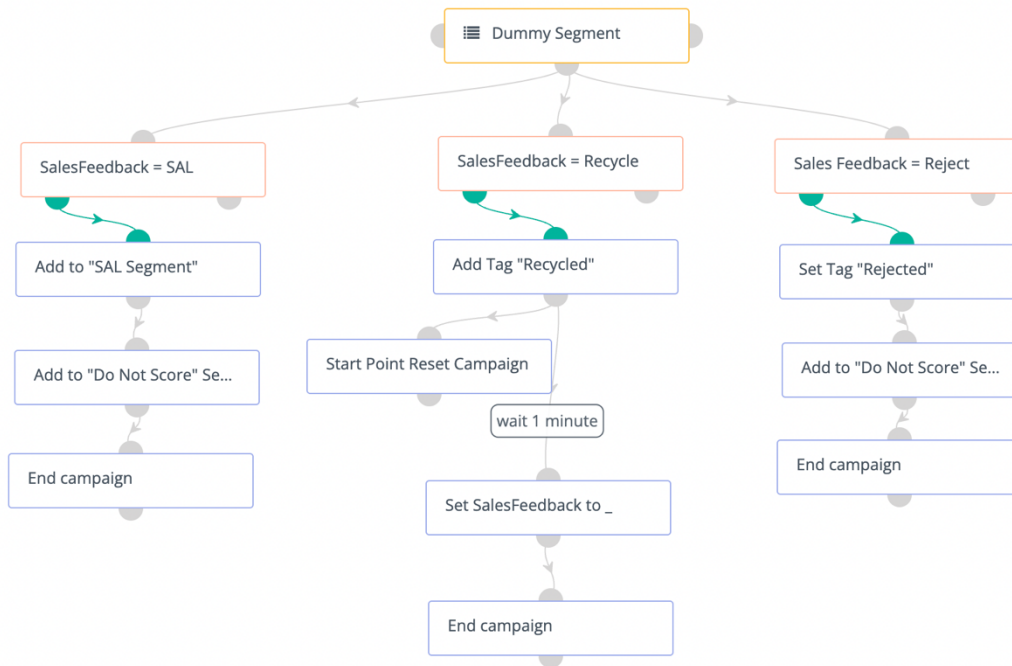 Dummy Segment
SalesFeedback = SAL
SalesFeedback = Recycle
Sales Feedback = Reject
Add to "SAL Segment"
Add Tag "Recycled"
Set Tag "Rejected"
Start Point Reset Campaign
Add to "Do Not Score" Se...
Add to "Do Not Score" Se...
wait 1 minute
End campaign
End campaign
Set SalesFeedback to _
End campaign